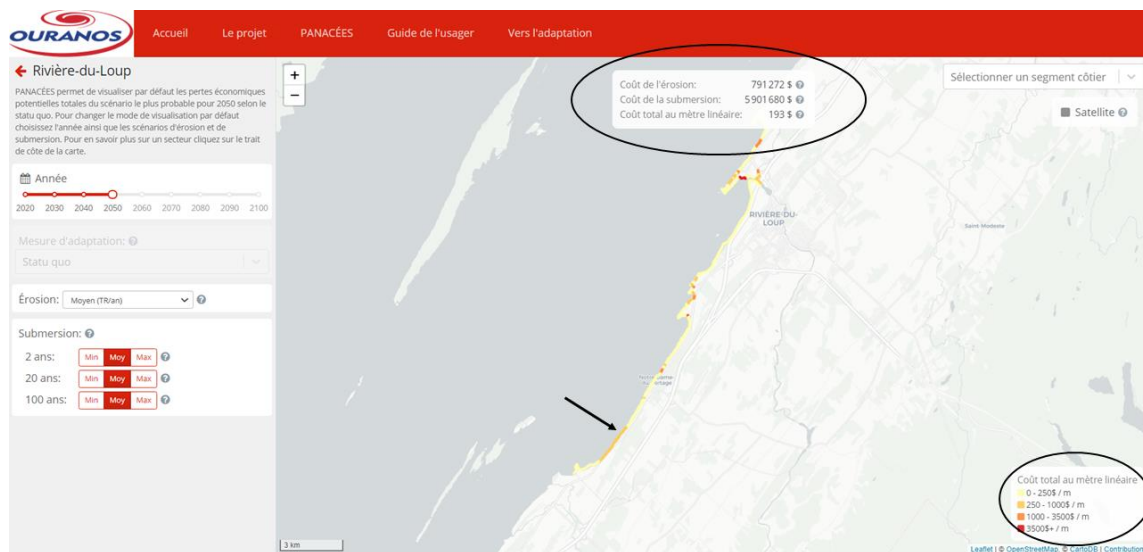 OURANOS
Accueil
Le projet
PANACÉES
Guide de l'usager
Vers l'adaptation
Rivière-du-Loup
PANACÉES permet de visualiser par défaut les pertes économiques
potentielles totales du scénario le plus probable pour 2050 selon le
statu quo. Pour changer le mode de visualisation par défaut
choisissez l'année ainsi que les scénarios d'érosion et de
submersion. Pour en savoir plus sur un secteur cliquez sur le trait
de côte de la carte.
Année
2020 2030 2040 2050 2060 2070 2080 2090 2100
Mesure d'adaptation:
Statu quo
Érosion: Moyen (TR/an)
Submersion:
2 ans: Min Moy Max
20 ans: Min Moy Max
100 ans: Min Moy Max
+
−
Coût de l'érosion: 791 272 $
Coût de la submersion: 5 901 680 $
Coût total au mètre linéaire: 193 $
Sélectionner un segment côtier
Satellite
RIVIÈRE-DU-
LOUP
Saint Modeste
Notre-Dame-
du-Portage
Coût total au mètre linéaire
0 - 250$ / m
250 - 1000$ / m
1000 - 3500$ / m
3500$+ / m
3 km
Leaflet | © OpenStreetMap, © CartoDB | Contribution